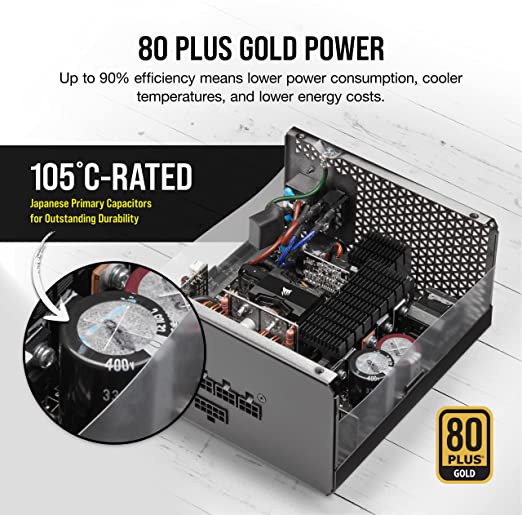 80 PLUS GOLD POWER
Up to 90% efficiency means lower power consumption, cooler
temperatures, and lower energy costs.
105°C-RATED
Japanese Primary Capacitors
for Outstanding Durability
400V
33
80
PLUS
GOLD